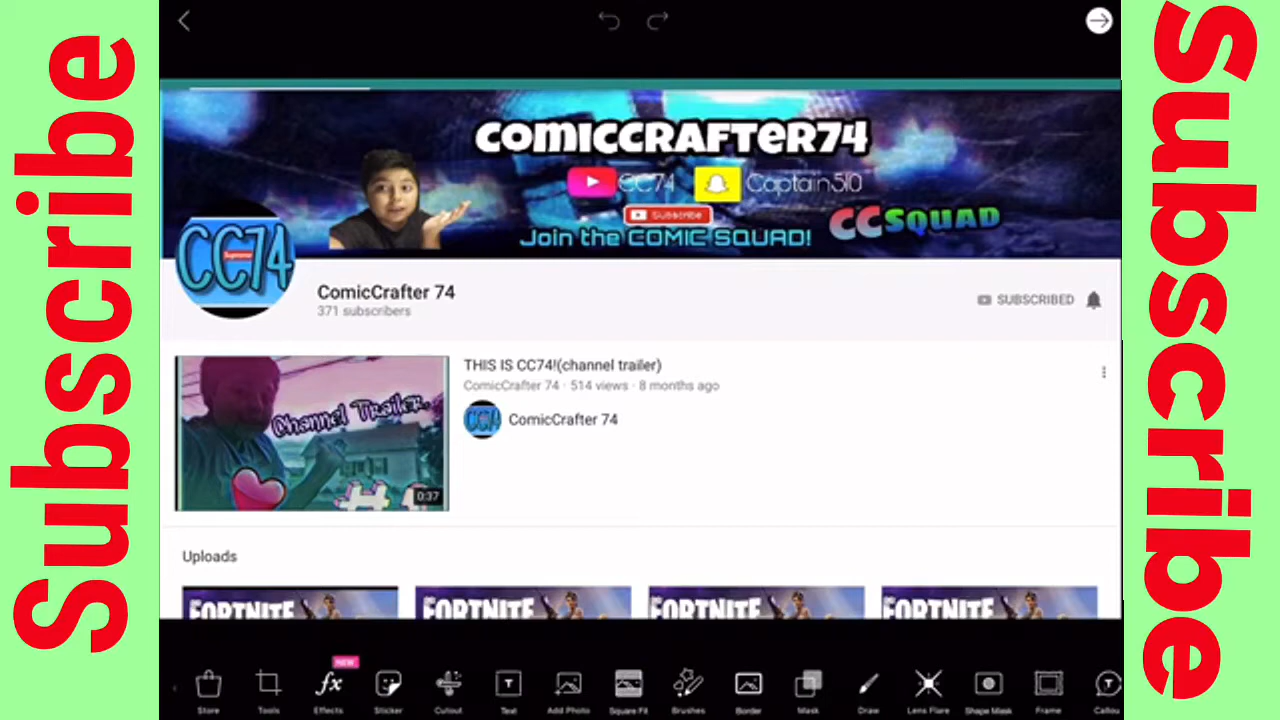 Subscribe
COMICCRAFTER74
CC74 Captain510
Subscribe
CCSQUAD
Join the COMIC SQUAD!
CC74
Supreme
ComicCrafter 74
371 subscribers
SUBSCRIBED
THIS IS CC74!(channel trailer)
ComicCrafter 74 · 514 views · 8 months ago
ComicCrafter 74
Channel Trailer
0:37
Uploads
FORTNITE FORTNITE FORTNITE FORTNITE
NEW
Store Tools Effects Sticker Cutout Text Add Photo Square Fit Brushes Border Mask Draw Lens Flare Shape Mask Frame Callou
Subscribe